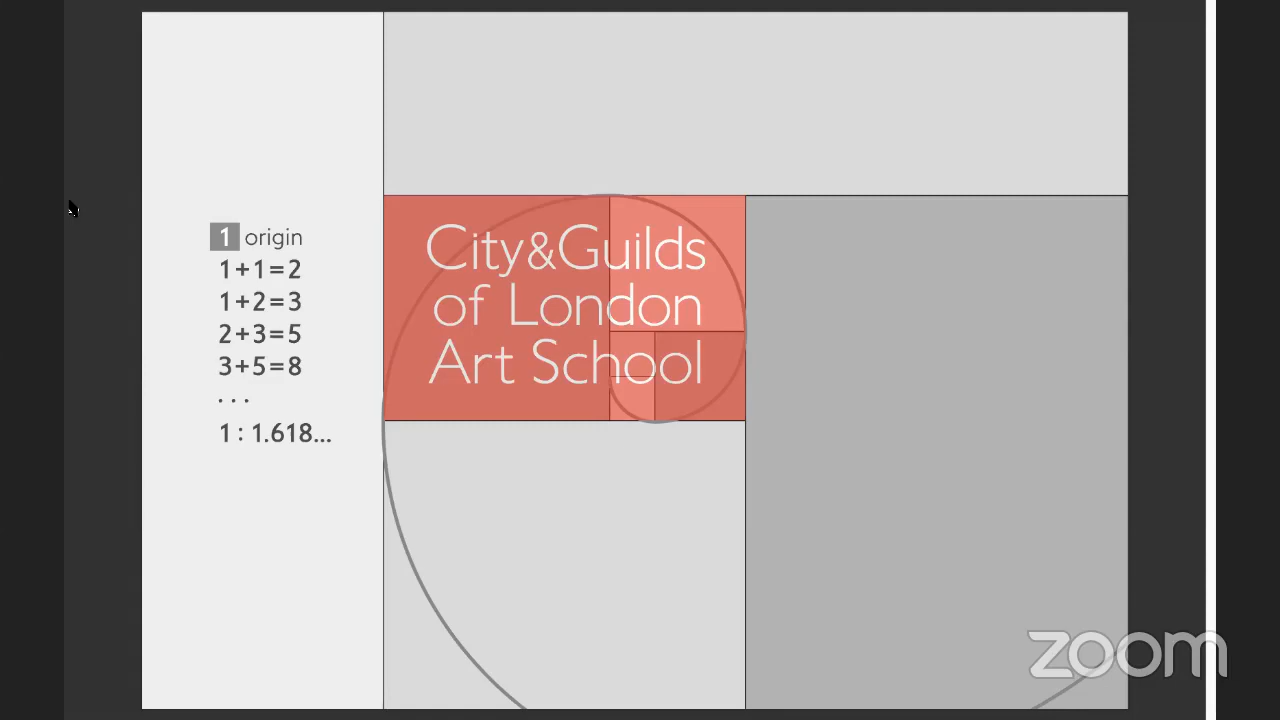 1 origin
1+1=2
1+2=3
2+3=5
3+5=8
...
1:1.618...
City&Guilds
of London
Art School
zoom